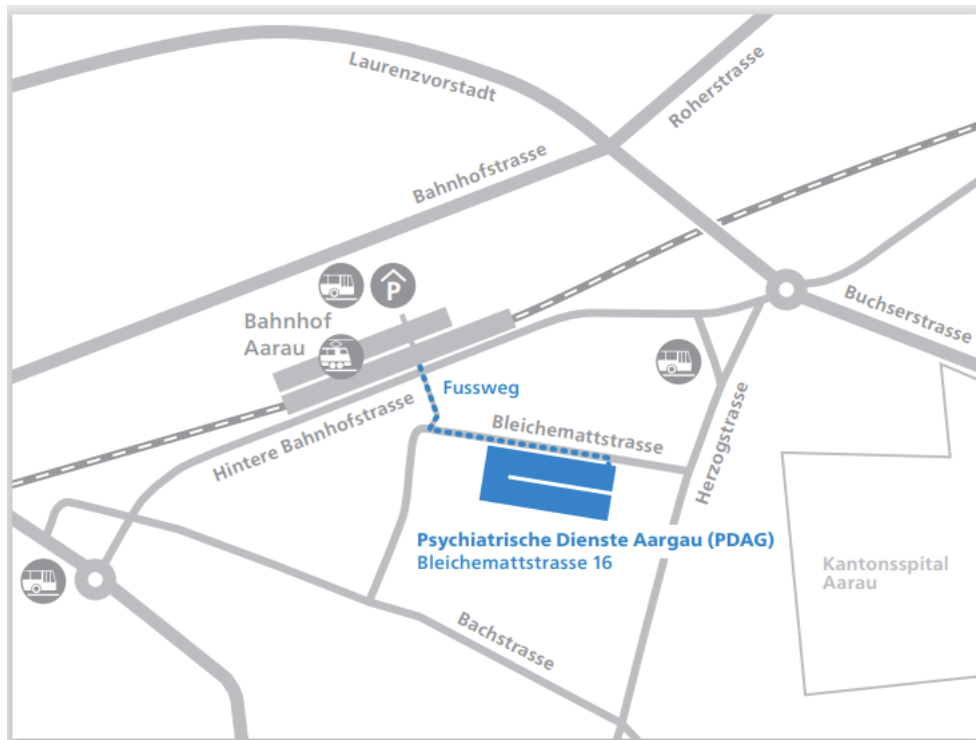 Laurenzvorstadt
Roherstrasse
Bahnhofstrasse
P
Bahnhof
Aarau
Buchserstrasse
Fussweg
Hintere Bahnhofstrasse
Bleichemattstrasse
Herzogstrasse
Psychiatrische Dienste Aargau (PDAG)
Bleichemattstrasse 16
Kantonsspital
Aarau
Bachstrasse